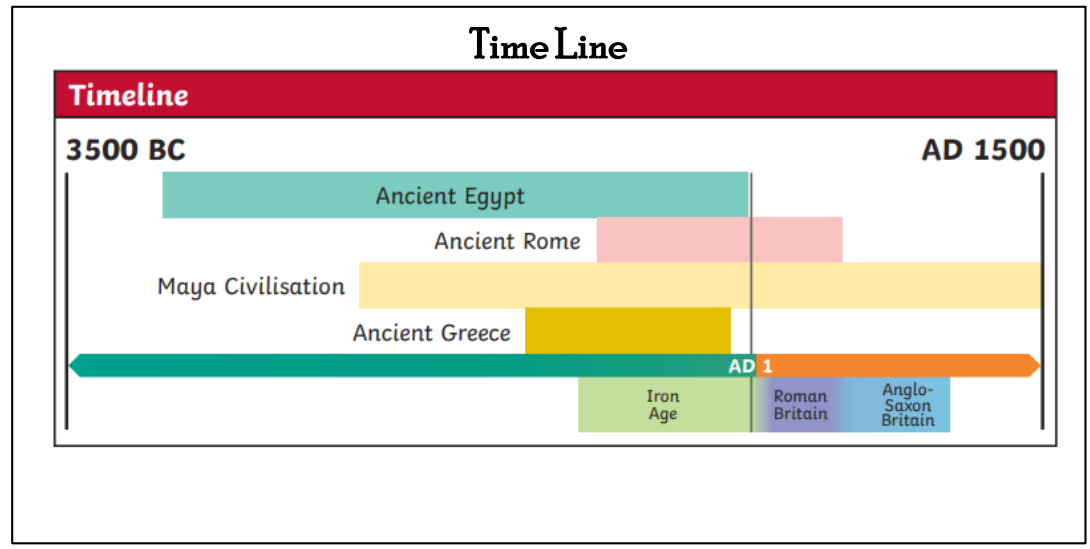 Time Line
Timeline
3500 BC
AD 1500
Ancient Egypt
Ancient Rome
Maya Civilisation
Ancient Greece
AD 1
Iron
Age
Roman
Britain
Anglo-
Saxon
Britain